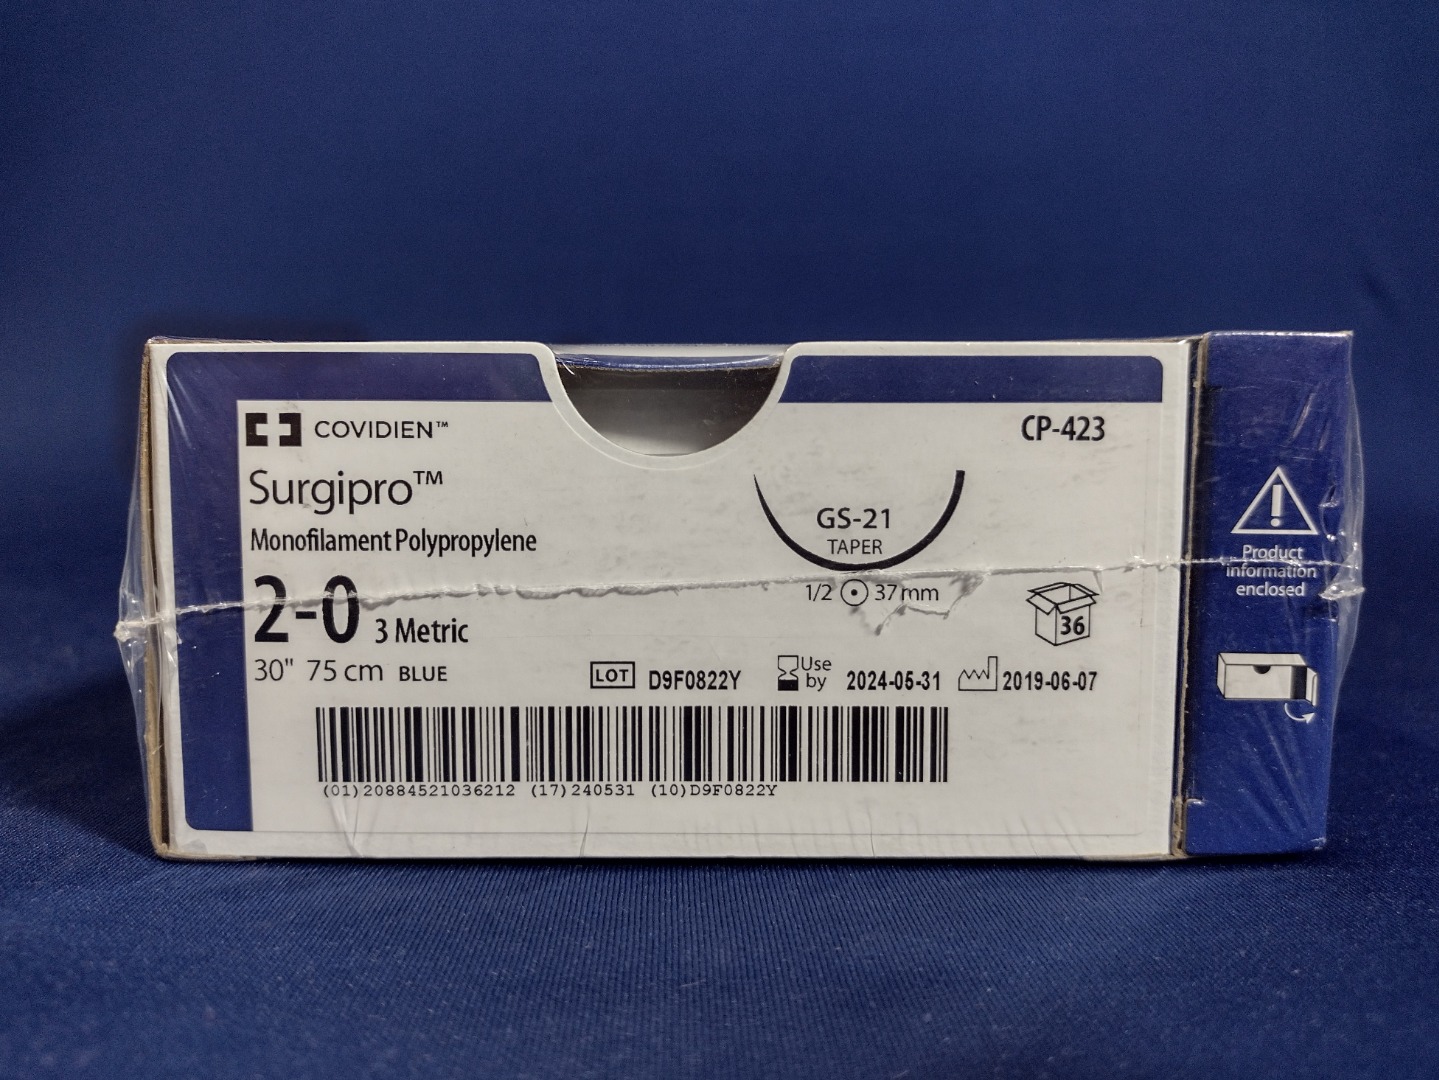 COVIDIEN™
CP-423
Surgipro™
Monofilament Polypropylene
GS-21
TAPER
1/2 37 mm
2-0 3 Metric
36
30" 75 cm BLUE
LOT D9F0822Y
Use by 2024-05-31
2019-06-07
(01)20884521036212 (17)240531 (10)D9F0822Y
Product
information
enclosed